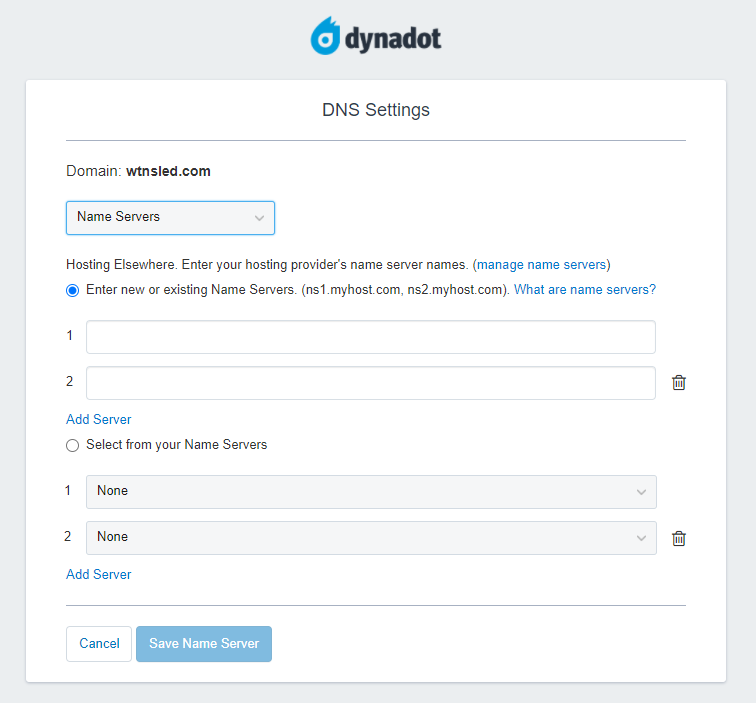 dynadot
DNS Settings
Domain: wtnsled.com
Name Servers
Hosting Elsewhere. Enter your hosting provider's name server names. (manage name servers)
Enter new or existing Name Servers. (ns1.myhost.com, ns2.myhost.com). What are name servers?
1
2
Add Server
Select from your Name Servers
1 None
2 None
Add Server
Cancel Save Name Server